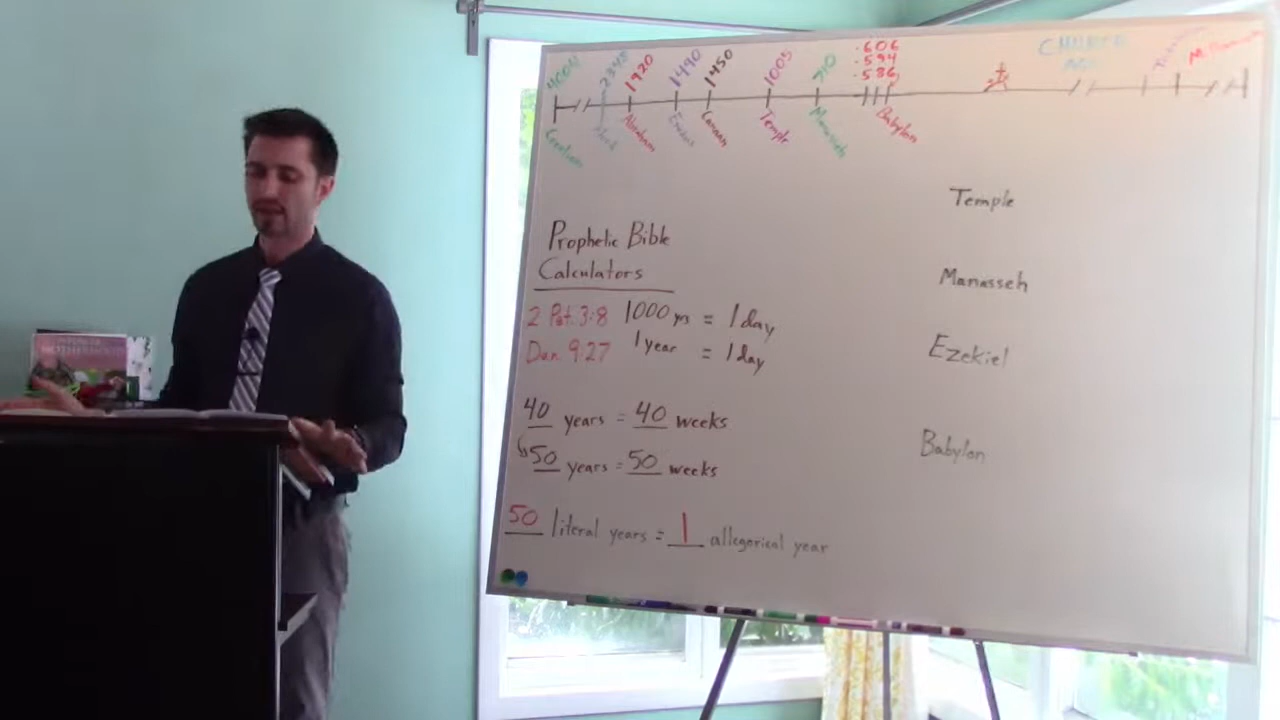 4004 2348 1920 1490 1450 1005 710 -606
-594
-586
CHURCH
AGE
Creation Flood Abraham Exodus Canaan Temple Manasseh Babylon
Temple
Manasseh
Ezekiel
Babylon
Prophetic Bible
Calculators
2 Pet. 3:8 1000 yrs = 1 day
Dan. 9:27 1 year = 1 day
40 years = 40 weeks
50 years = 50 weeks
50 literal years = 1 allegorical year